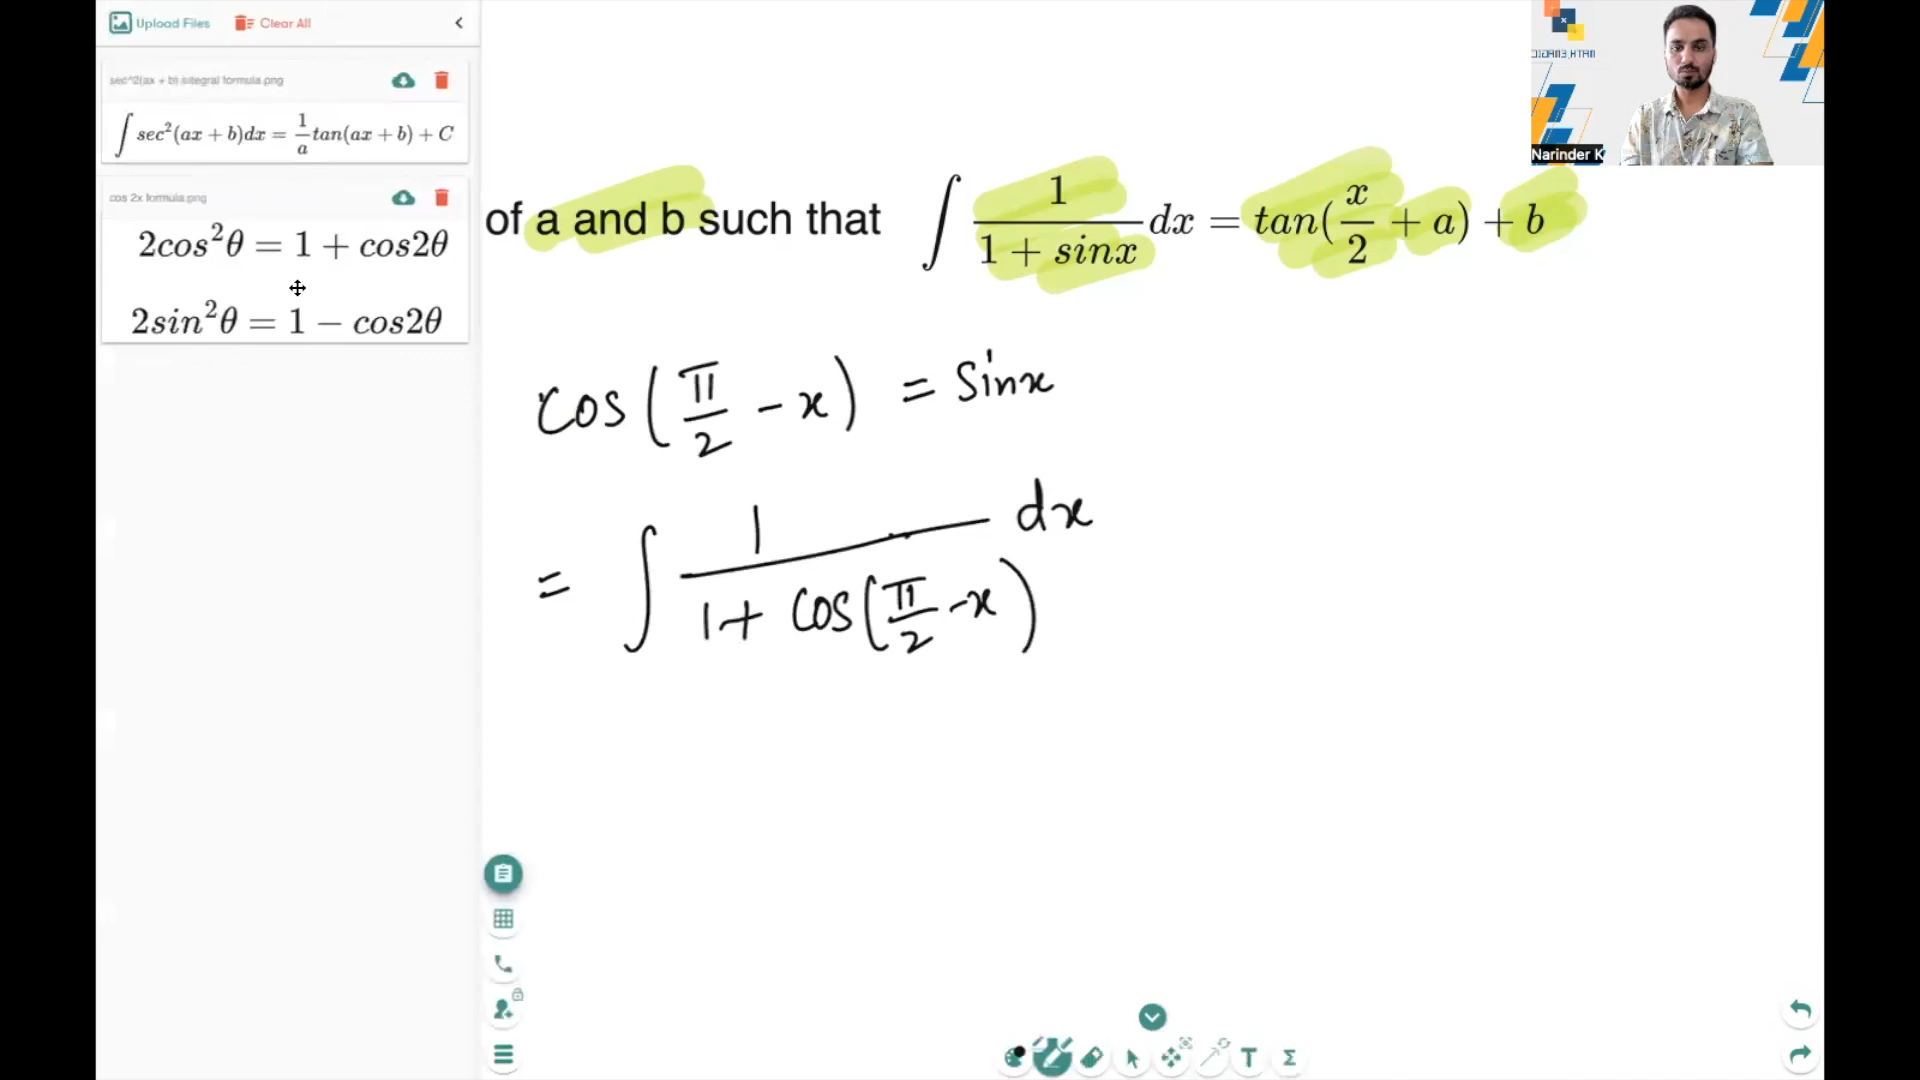 Upload Files
Clear All
sec^2(ax + b) integral formula.png
∫ sec²(ax + b)dx = 1/a tan(ax + b) + C
cos 2x formula.png
2cos²θ = 1 + cos2θ
2sin²θ = 1 − cos2θ
of a and b such that ∫ 1/(1 + sinx) dx = tan(x/2 + a) + b
cos(π/2 − x) = sinx
= ∫ 1/(1 + cos(π/2 − x)) dx
Narinder K
T
Σ